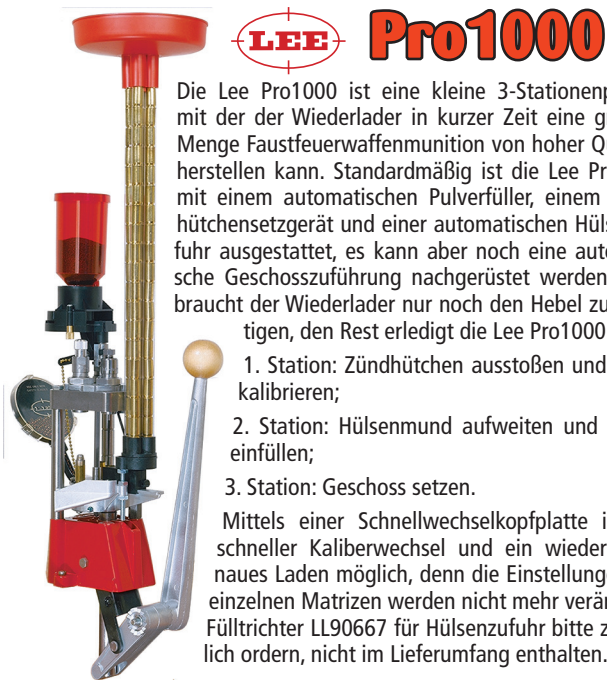 LEE Pro1000
Die Lee Pro1000 ist eine kleine 3-Stationenp
mit der der Wiederlader in kurzer Zeit eine g
Menge Faustfeuerwaffenmunition von hoher Q
herstellen kann. Standardmäßig ist die Lee Pr
mit einem automatischen Pulverfüller, einem
hütchensetzgerät und einer automatischen Hüls
fuhr ausgestattet, es kann aber noch eine auto
sche Geschosszuführung nachgerüstet werden
braucht der Wiederlader nur noch den Hebel zu
tigen, den Rest erledigt die Lee Pro1000
1. Station: Zündhütchen ausstoßen und
kalibrieren;
2. Station: Hülsenmund aufweiten und
einfüllen;
3. Station: Geschoss setzen.
Mittels einer Schnellwechselkopfplatte i
schneller Kaliberwechsel und ein wieder
naues Laden möglich, denn die Einstellung
einzelnen Matrizen werden nicht mehr verä
Fülltrichter LL90667 für Hülsenzufuhr bitte z
lich ordern, nicht im Lieferumfang enthalten.
LEE